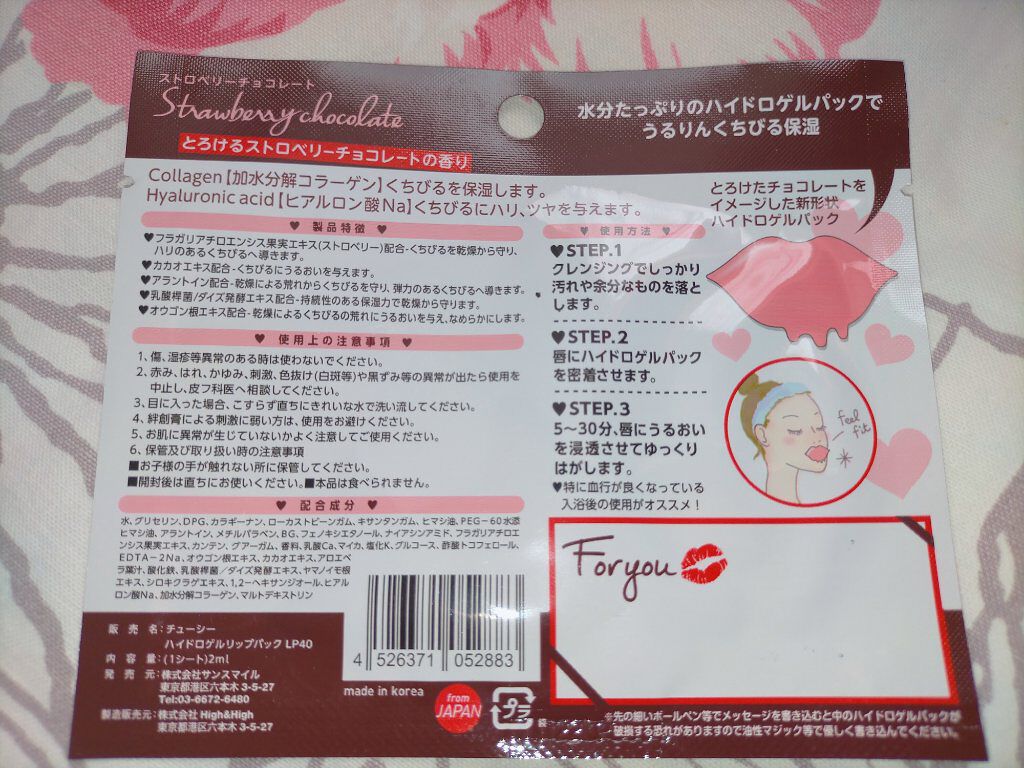 ストロベリーチョコレート
Strawberry chocolate
とろけるストロベリーチョコレートの香り
水分たっぷりのハイドロゲルパックで
うるりんくちびる保湿
Collagen【加水分解コラーゲン】くちびるを保湿します。
Hyaluronic acid【ヒアルロン酸Na】くちびるにハリ、ツヤを与えます。
とろけたチョコレートを
イメージした新形状
ハイドロゲルパック
♥ 製品特徴 ♥
♥フラガリアチロエンシス果実エキス(ストロベリー)配合-くちびるを乾燥から守り、
ハリのあるくちびるへ導きます。
♥カカオエキス配合-くちびるにうるおいを与えます。
♥アラントイン配合-乾燥による荒れからくちびるを守り、弾力のあるくちびるへ導きます。
♥乳酸桿菌/ダイズ発酵エキス配合-持続性のある保湿力で乾燥から守ります。
♥オウゴン根エキス配合-乾燥によるくちびるの荒れにうるおいを与え、なめらかにします。
♥ 使用上の注意事項 ♥
1、傷、湿疹等異常のある時は使わないでください。
2、赤み、はれ、かゆみ、刺激、色抜け(白斑等)や黒ずみ等の異常が出たら使用を
中止し、皮フ科医へ相談してください。
3、目に入った場合、こすらず直ちにきれいな水で洗い流してください。
4、絆創膏による刺激に弱い方は、使用をお避けください。
5、お肌に異常が生じていないかよく注意してご使用ください。
6、保管及び取り扱い時の注意事項
■お子様の手が触れない所に保管してください。
■開封後は直ちにお使いください。■本品は食べられません。
♥ 配合成分 ♥
水、グリセリン、DPG、カラギーナン、ローカストビーンガム、キサンタンガム、ヒマシ油、PEG-60水添
ヒマシ油、アラントイン、メチルパラベン、BG、フェノキシエタノール、ナイアシンアミド、フラガリアチロエ
ンシス果実エキス、カンテン、グアーガム、香料、乳酸Ca、マイカ、塩化K、グルコース、酢酸トコフェロール、
EDTA-2Na、オウゴン根エキス、カカオエキス、アロエベ
ラ葉汁、酸化鉄、乳酸桿菌/ダイズ発酵エキス、ヤマノイモ根
エキス、シロキクラゲエキス、1,2-ヘキサンジオール、ヒアル
ロン酸Na、加水分解コラーゲン、マルトデキストリン
♥ 使用方法 ♥
♥STEP.1
クレンジングでしっかり
汚れや余分なものを落と
します。
♥STEP.2
唇にハイドロゲルパック
を密着させます。
♥STEP.3
5〜30分、唇にうるおい
を浸透させてゆっくり
はがします。
♥特に血行が良くなっている
入浴後の使用がオススメ!
feel
fit
For you
販売名:チューシー
ハイドロゲルリップパック LP40
内容量:(1シート)2ml
発売元:株式会社サンスマイル
東京都港区六本木 3-5-27
Tel:03-6672-6480
製造販売元:株式会社 High&High
東京都港区六本木 3-5-27
4 526371 052883
made in korea
from
JAPAN
プラ
袋
※先の細いボールペン等でメッセージを書き込むと中のハイドロゲルパックが
破損する恐れがありますので油性マジック等で優しく書き込んでください。